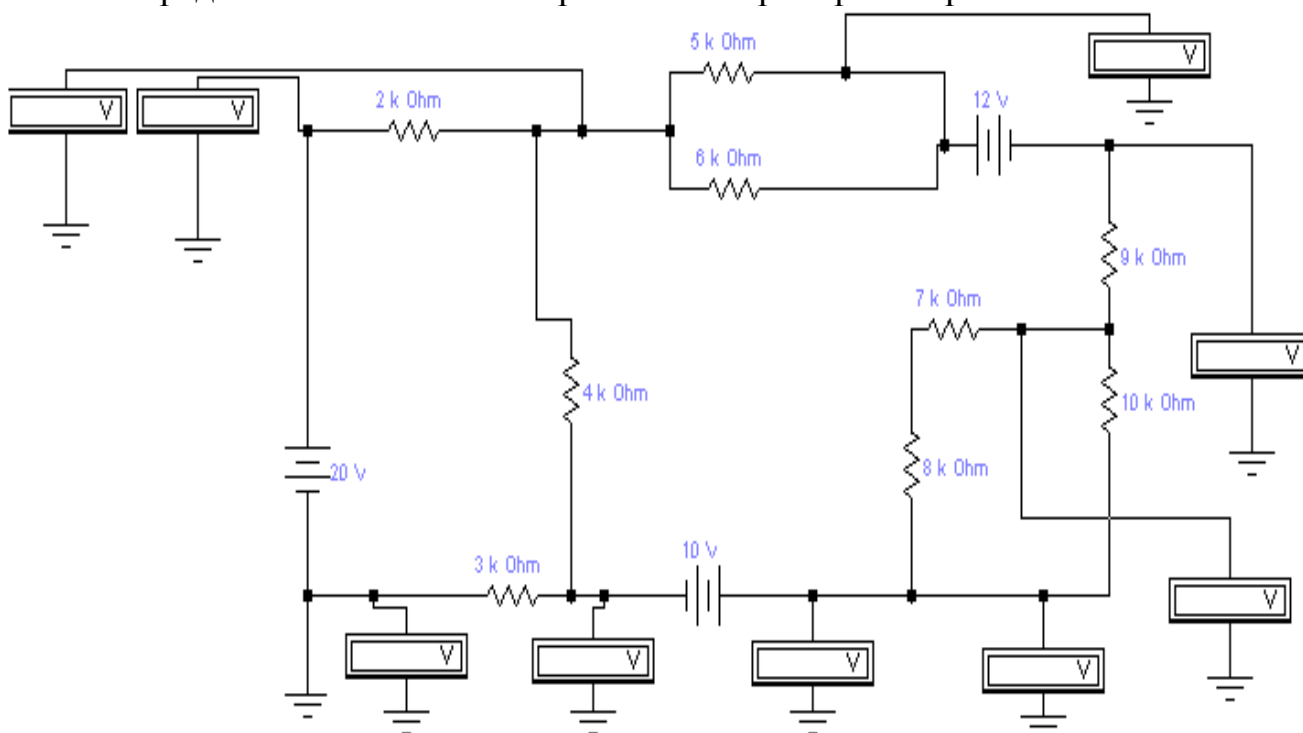 5 k Ohm
V
V
V
2 k Ohm
12 V
6 k Ohm
9 k Ohm
7 k Ohm
V
4 k Ohm
10 k Ohm
20 V
8 k Ohm
3 k Ohm
10 V
V
V
V
V
V